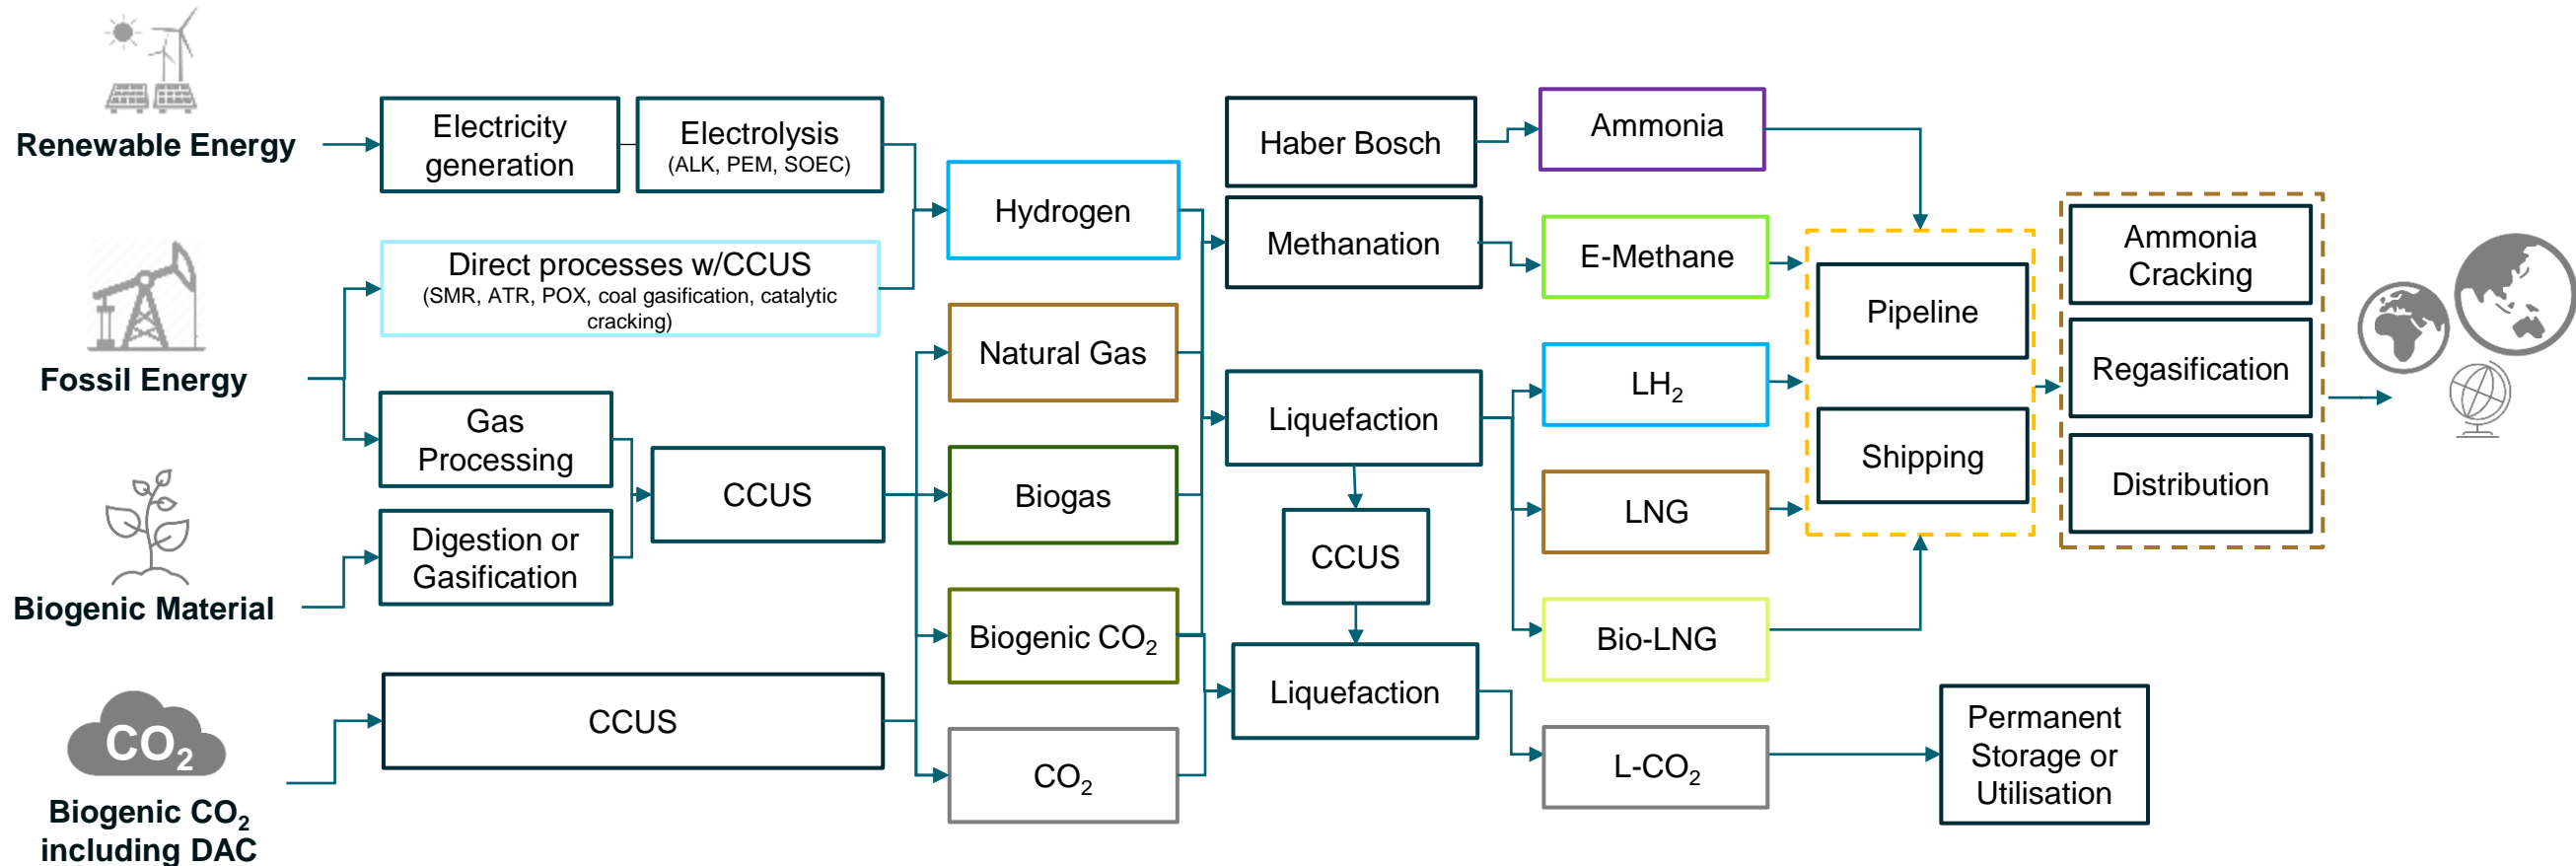 Renewable Energy
Electricity
generation
Electrolysis
(ALK, PEM, SOEC)
Fossil Energy
Direct processes w/CCUS
(SMR, ATR, POX, coal gasification, catalytic
cracking)
Gas
Processing
Biogenic Material
Digestion or
Gasification
CCUS
CO₂
Biogenic CO₂
including DAC
CCUS
Hydrogen
Natural Gas
Biogas
Biogenic CO₂
CO₂
Haber Bosch
Methanation
Liquefaction
CCUS
Liquefaction
Ammonia
E-Methane
LH₂
LNG
Bio-LNG
L-CO₂
Pipeline
Shipping
Permanent
Storage or
Utilisation
Ammonia
Cracking
Regasification
Distribution